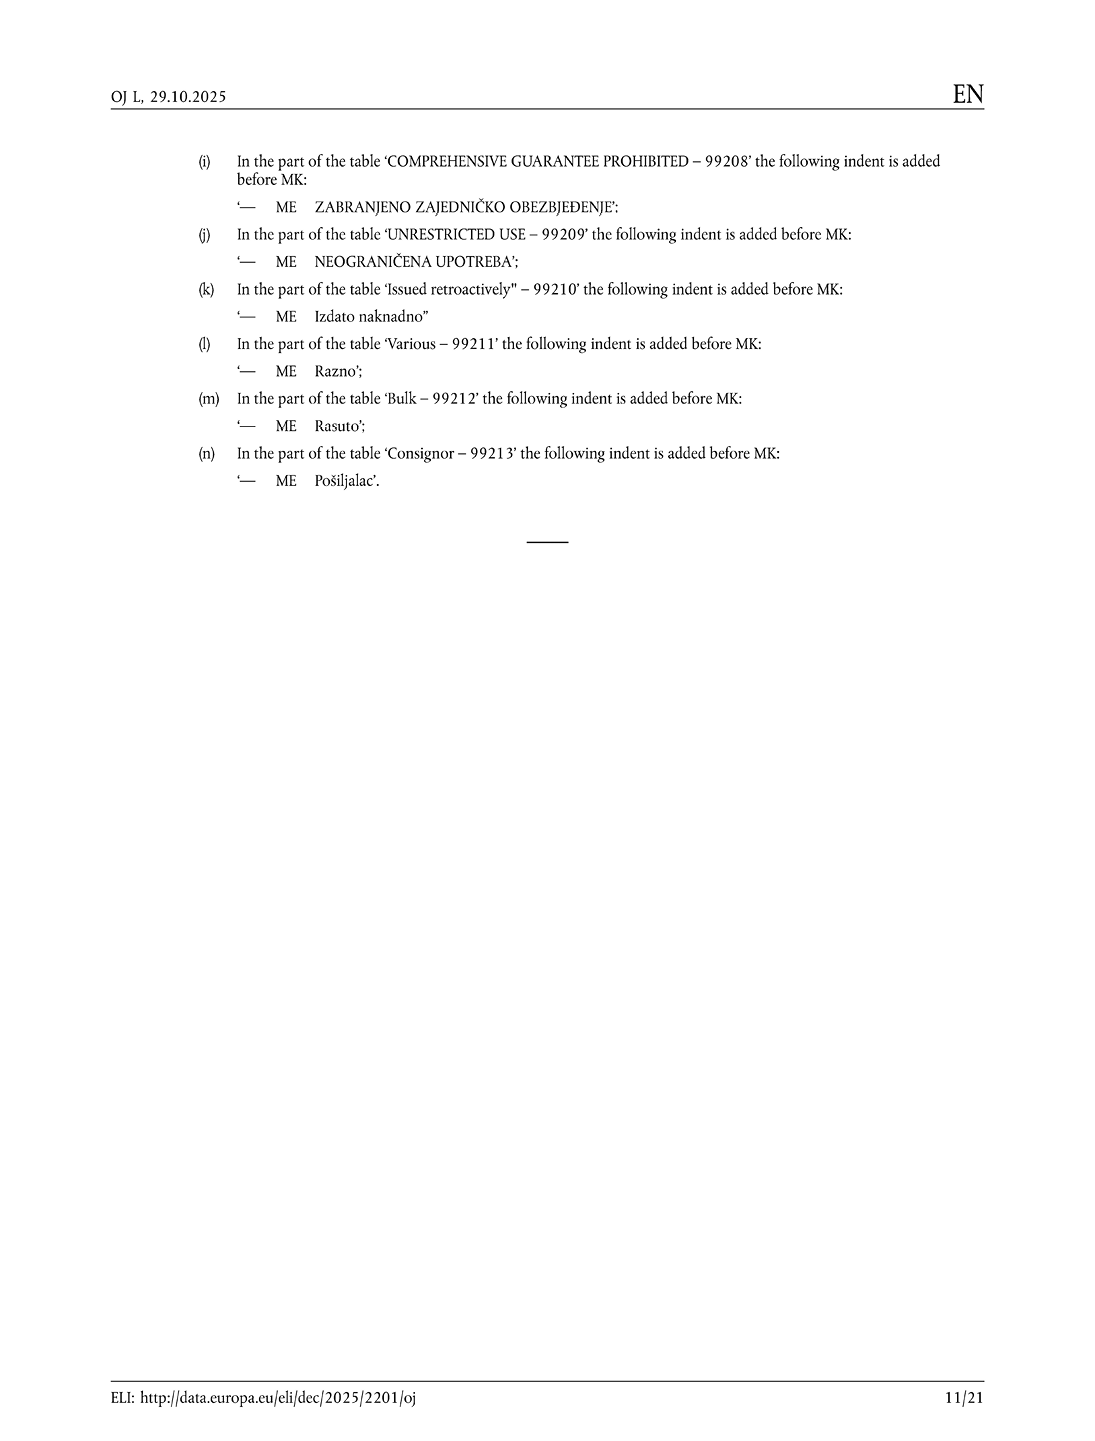 OJ L, 29.10.2025 EN
(i) In the part of the table ‘COMPREHENSIVE GUARANTEE PROHIBITED – 99208’ the following indent is added
before MK:
‘— ME ZABRANJENO ZAJEDNIČKO OBEZBJEĐENJE’;
(j) In the part of the table ‘UNRESTRICTED USE – 99209’ the following indent is added before MK:
‘— ME NEOGRANIČENA UPOTREBA’;
(k) In the part of the table ‘Issued retroactively" – 99210’ the following indent is added before MK:
‘— ME Izdato naknadno”
(l) In the part of the table ‘Various – 99211’ the following indent is added before MK:
‘— ME Razno’;
(m) In the part of the table ‘Bulk – 99212’ the following indent is added before MK:
‘— ME Rasuto’;
(n) In the part of the table ‘Consignor – 99213’ the following indent is added before MK:
‘— ME Pošiljalac’.
ELI: http://data.europa.eu/eli/dec/2025/2201/oj 11/21